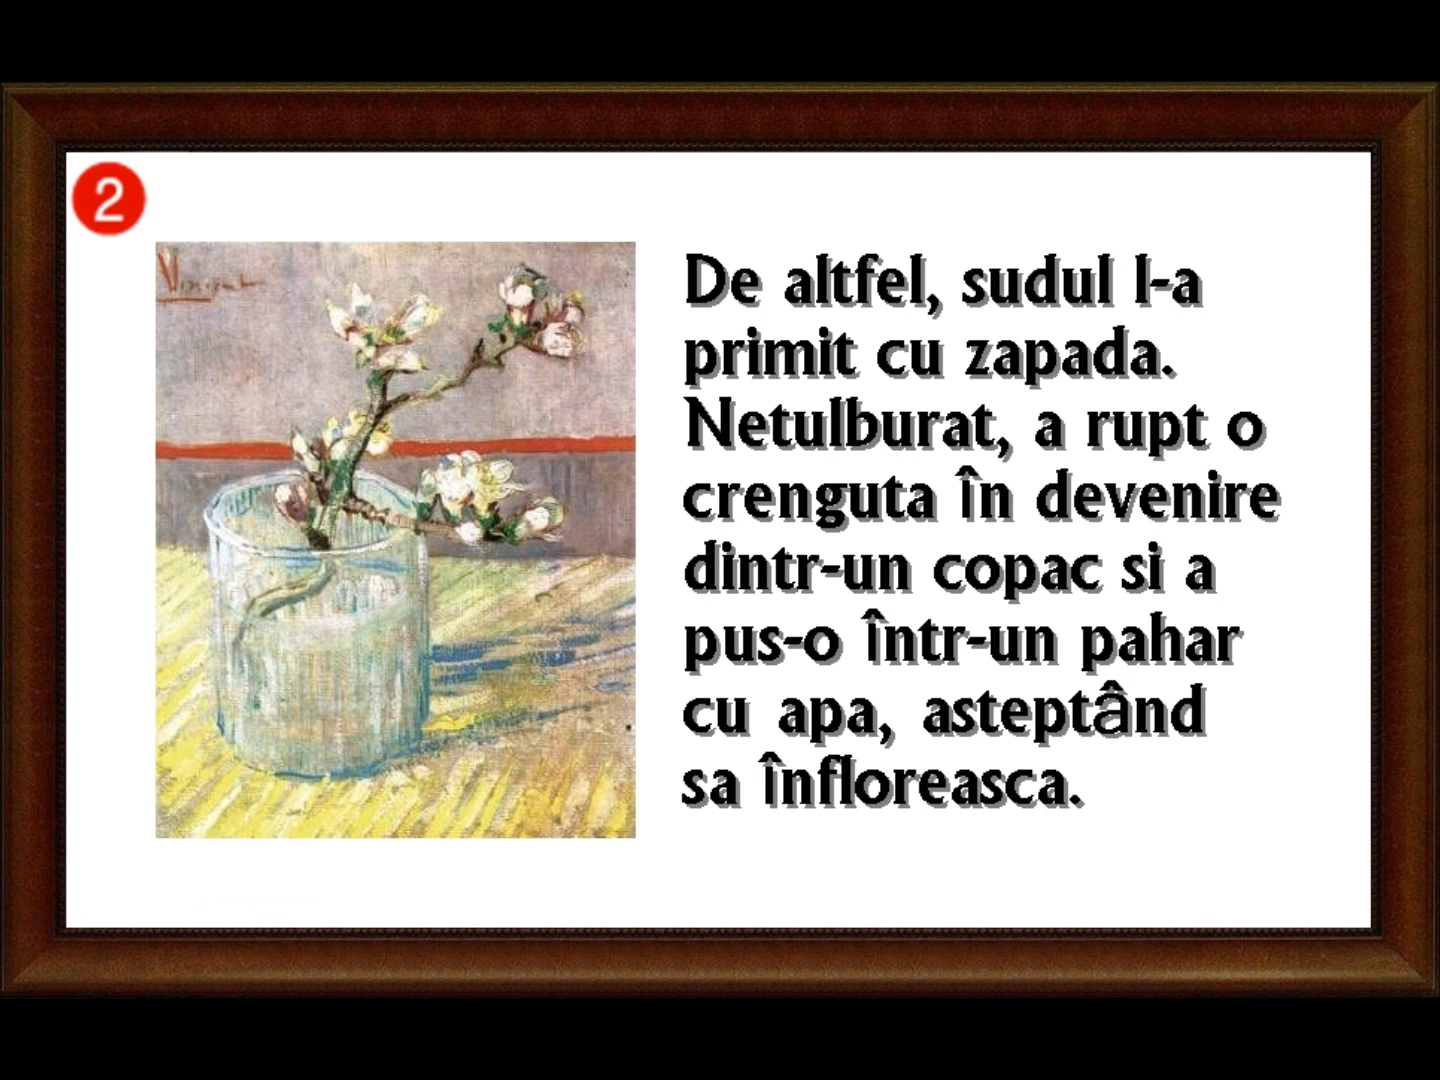 2
Vincent
De altfel, sudul l-a
primit cu zapada.
Netulburat, a rupt o
crenguta în devenire
dintr-un copac si a
pus-o într-un pahar
cu apa, asteptând
sa înfloreasca.